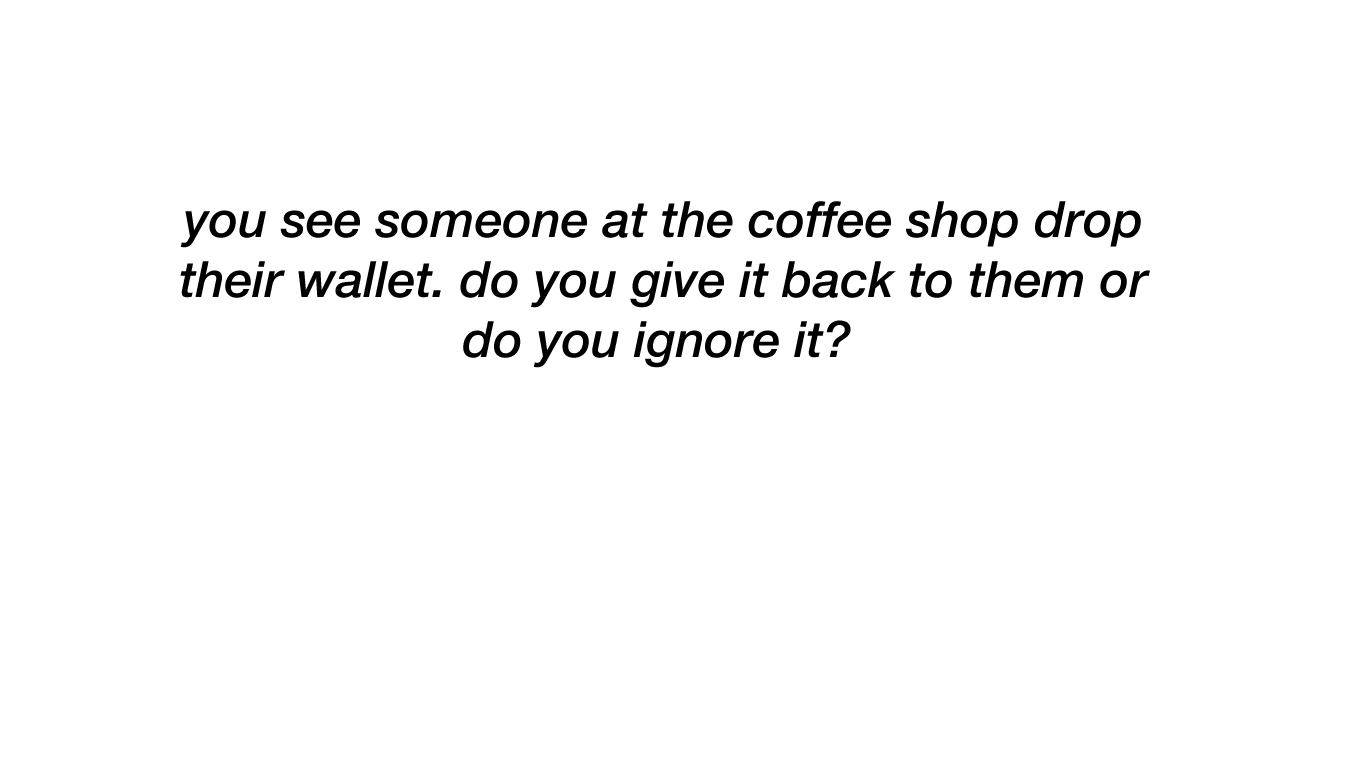 you see someone at the coffee shop drop
their wallet. do you give it back to them or
do you ignore it?